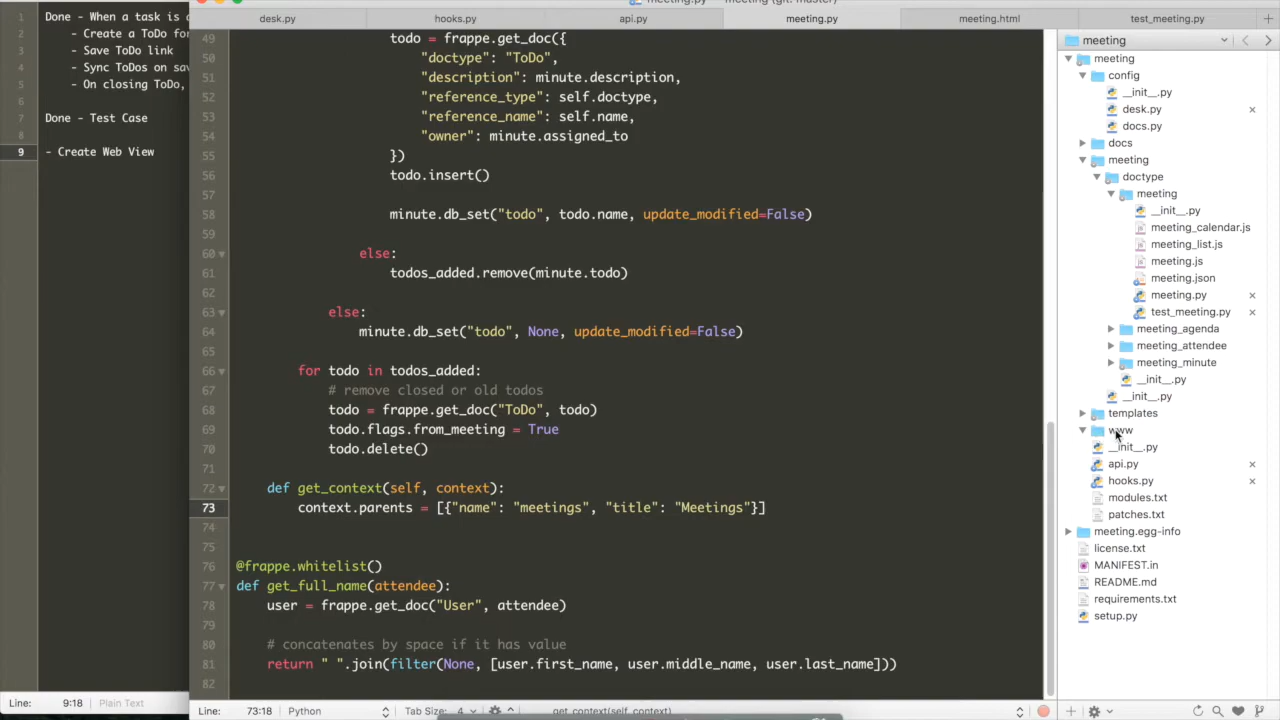 meeting.py — meeting (git: master)
desk.py
hooks.py
api.py
meeting.py
meeting.html
test_meeting.py
1 Done - When a task is
2 - Create a ToDo for
3 - Save ToDo link
4 - Sync ToDos on
5 - On closing ToDo,
6
7 Done - Test Case
8
9 - Create Web View
Line: 9:18 Plain Text
49 todo = frappe.get_doc({
50 "doctype": "ToDo",
51 "description": minute.description,
52 "reference_type": self.doctype,
53 "reference_name": self.name,
54 "owner": minute.assigned_to
55 })
56 todo.insert()
57
58 minute.db_set("todo", todo.name, update_modified=False)
59
60 else:
61 todos_added.remove(minute.todo)
62
63 else:
64 minute.db_set("todo", None, update_modified=False)
65
66 for todo in todos_added:
67 # remove closed or old todos
68 todo = frappe.get_doc("ToDo", todo)
69 todo.flags.from_meeting = True
70 todo.delete()
71
72 def get_context(self, context):
73 context.parents = [{"name": "meetings", "title": "Meetings"}]
74
75
76 @frappe.whitelist()
77 def get_full_name(attendee):
78 user = frappe.get_doc("User", attendee)
79
80 # concatenates by space if it has value
81 return " ".join(filter(None, [user.first_name, user.middle_name, user.last_name]))
82
Line: 73:18 Python Tab Size: 4 get_context(self, context)
meeting
meeting
config
__init__.py
desk.py
docs.py
docs
meeting
doctype
meeting
__init__.py
meeting_calendar.js
meeting_list.js
meeting.js
meeting.json
meeting.py
test_meeting.py
meeting_agenda
meeting_attendee
meeting_minute
__init__.py
__init__.py
templates
www
__init__.py
api.py
hooks.py
modules.txt
patches.txt
meeting.egg-info
license.txt
MANIFEST.in
README.md
requirements.txt
setup.py